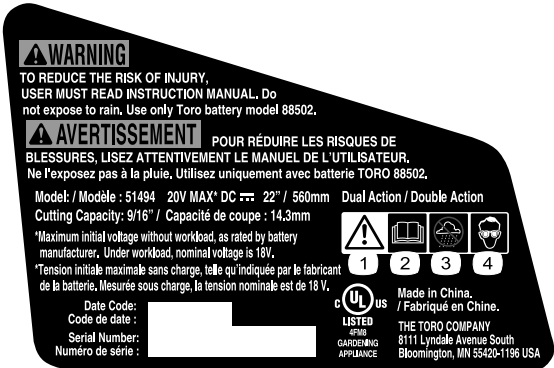 WARNING
TO REDUCE THE RISK OF INJURY,
USER MUST READ INSTRUCTION MANUAL. Do
not expose to rain. Use only Toro battery model 88502.
AVERTISSEMENT POUR RÉDUIRE LES RISQUES DE
BLESSURES, LISEZ ATTENTIVEMENT LE MANUEL DE L'UTILISATEUR.
Ne l'exposez pas à la pluie. Utilisez uniquement avec batterie TORO 88502.
Model: / Modèle : 51494 20V MAX* DC 22" / 560mm Dual Action / Double Action
Cutting Capacity: 9/16" / Capacité de coupe : 14.3mm
*Maximum initial voltage without workload, as rated by battery
manufacturer. Under workload, nominal voltage is 18V.
*Tension initiale maximale sans charge, telle qu'indiquée par le fabricant
de la batterie. Mesurée sous charge, la tension nominale est de 18 V.
Date Code:
Code de date :
Serial Number:
Numéro de série :
1 2 3 4
C UL US
LISTED
4FM8
GARDENING
APPLIANCE
Made in China.
/ Fabriqué en Chine.
THE TORO COMPANY
8111 Lyndale Avenue South
Bloomington, MN 55420-1196 USA